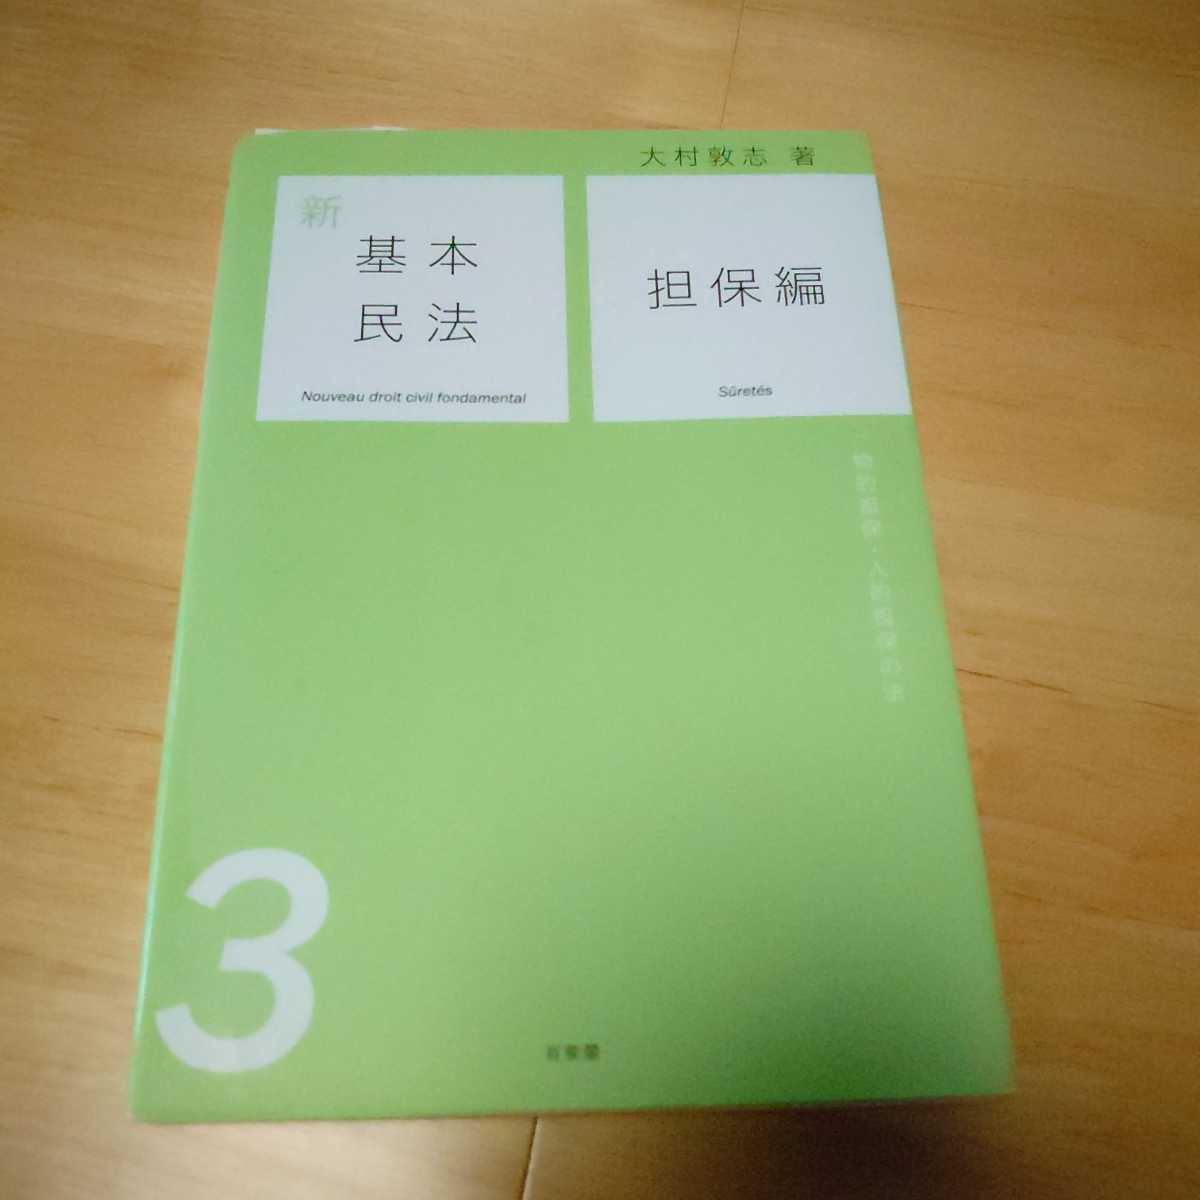 大村敦志 著
新
基本
民法
Nouveau droit civil fondamental
担保編
Sûretés
物的担保・人的担保の法
3
有斐閣